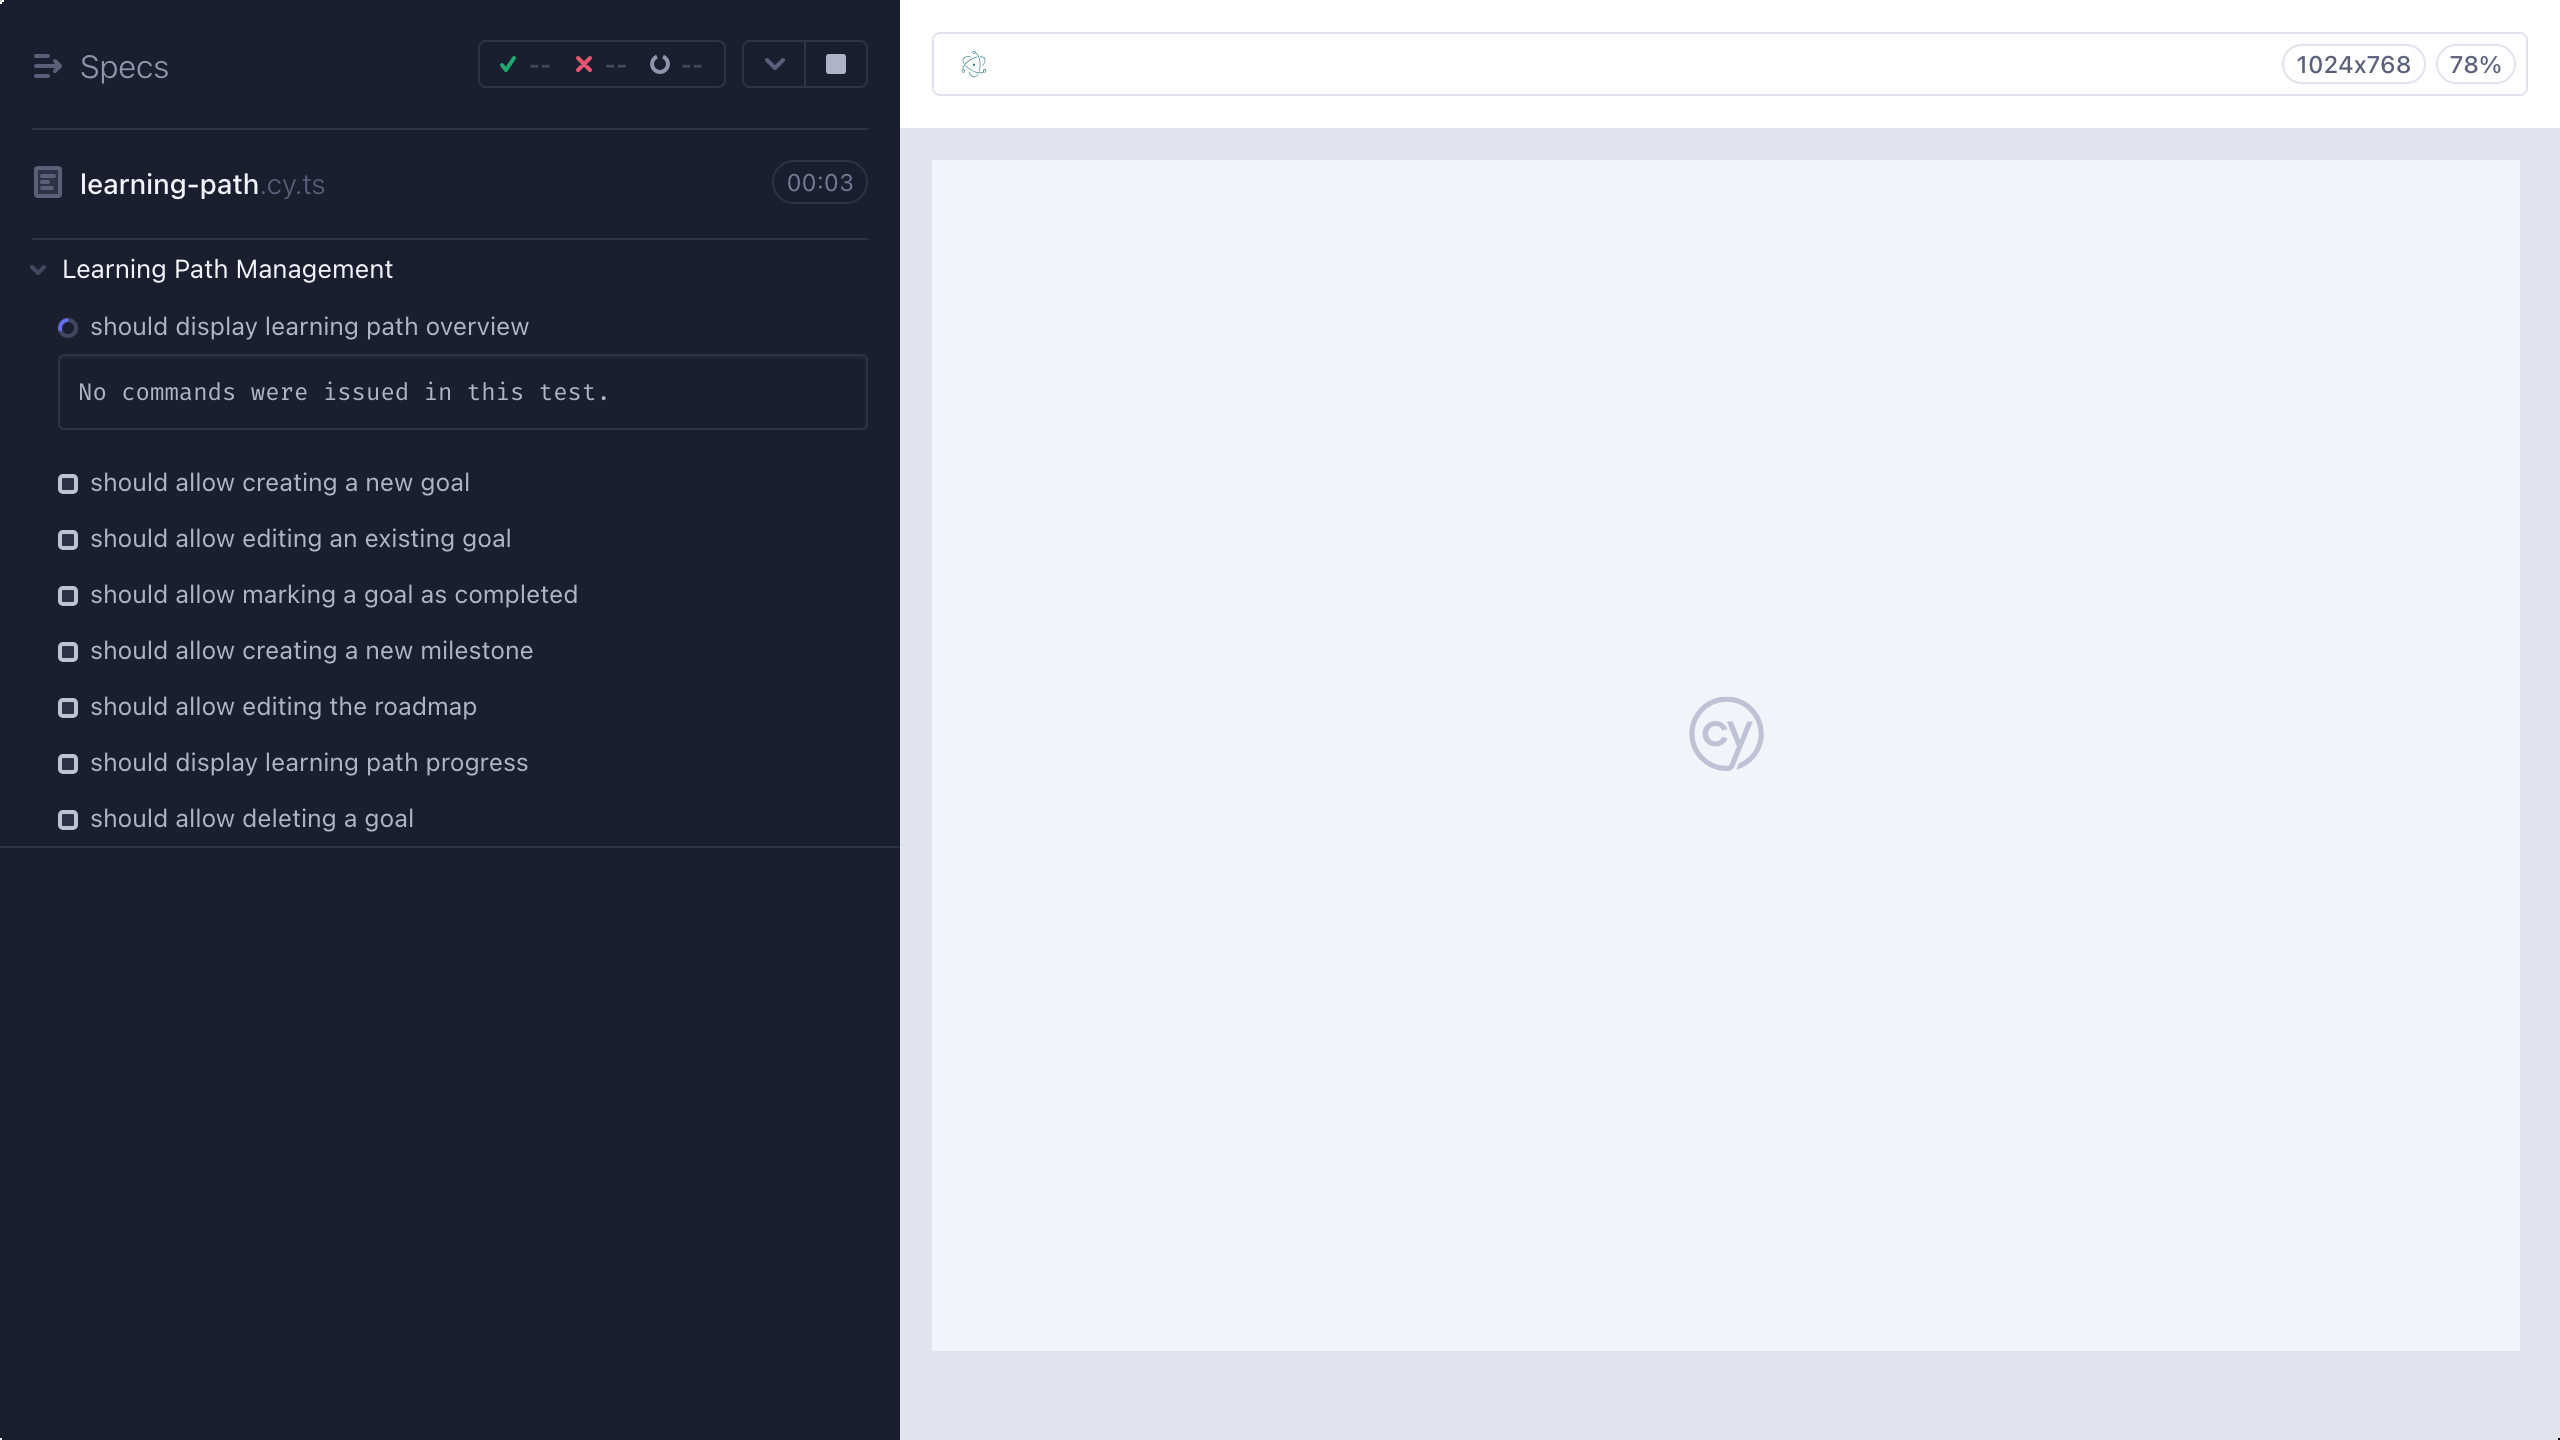 Specs
--
--
--
1024x768
78%
learning-path.cy.ts
00:03
Learning Path Management
should display learning path overview
No commands were issued in this test.
should allow creating a new goal
should allow editing an existing goal
should allow marking a goal as completed
should allow creating a new milestone
should allow editing the roadmap
should display learning path progress
should allow deleting a goal
cy